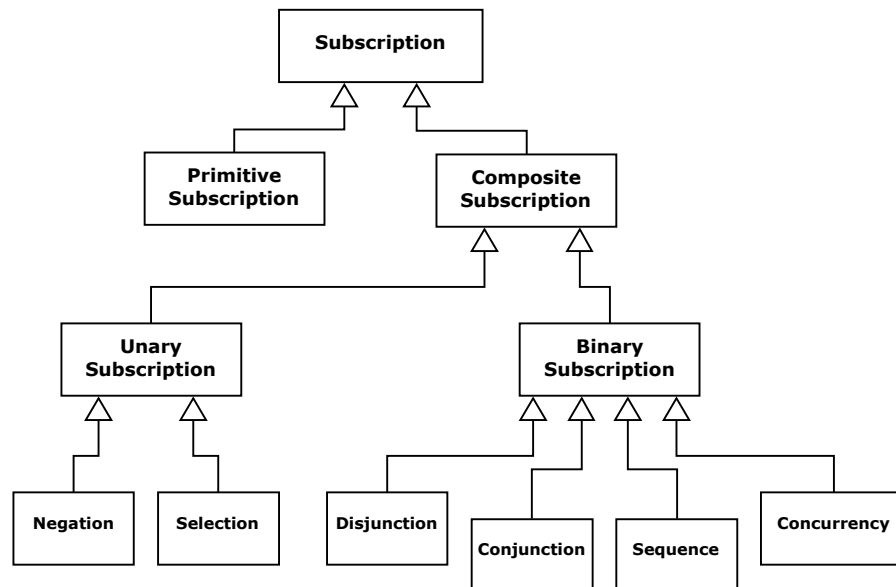 Subscription
Primitive
Subscription
Composite
Subscription
Unary
Subscription
Binary
Subscription
Negation
Selection
Disjunction
Conjunction
Sequence
Concurrency